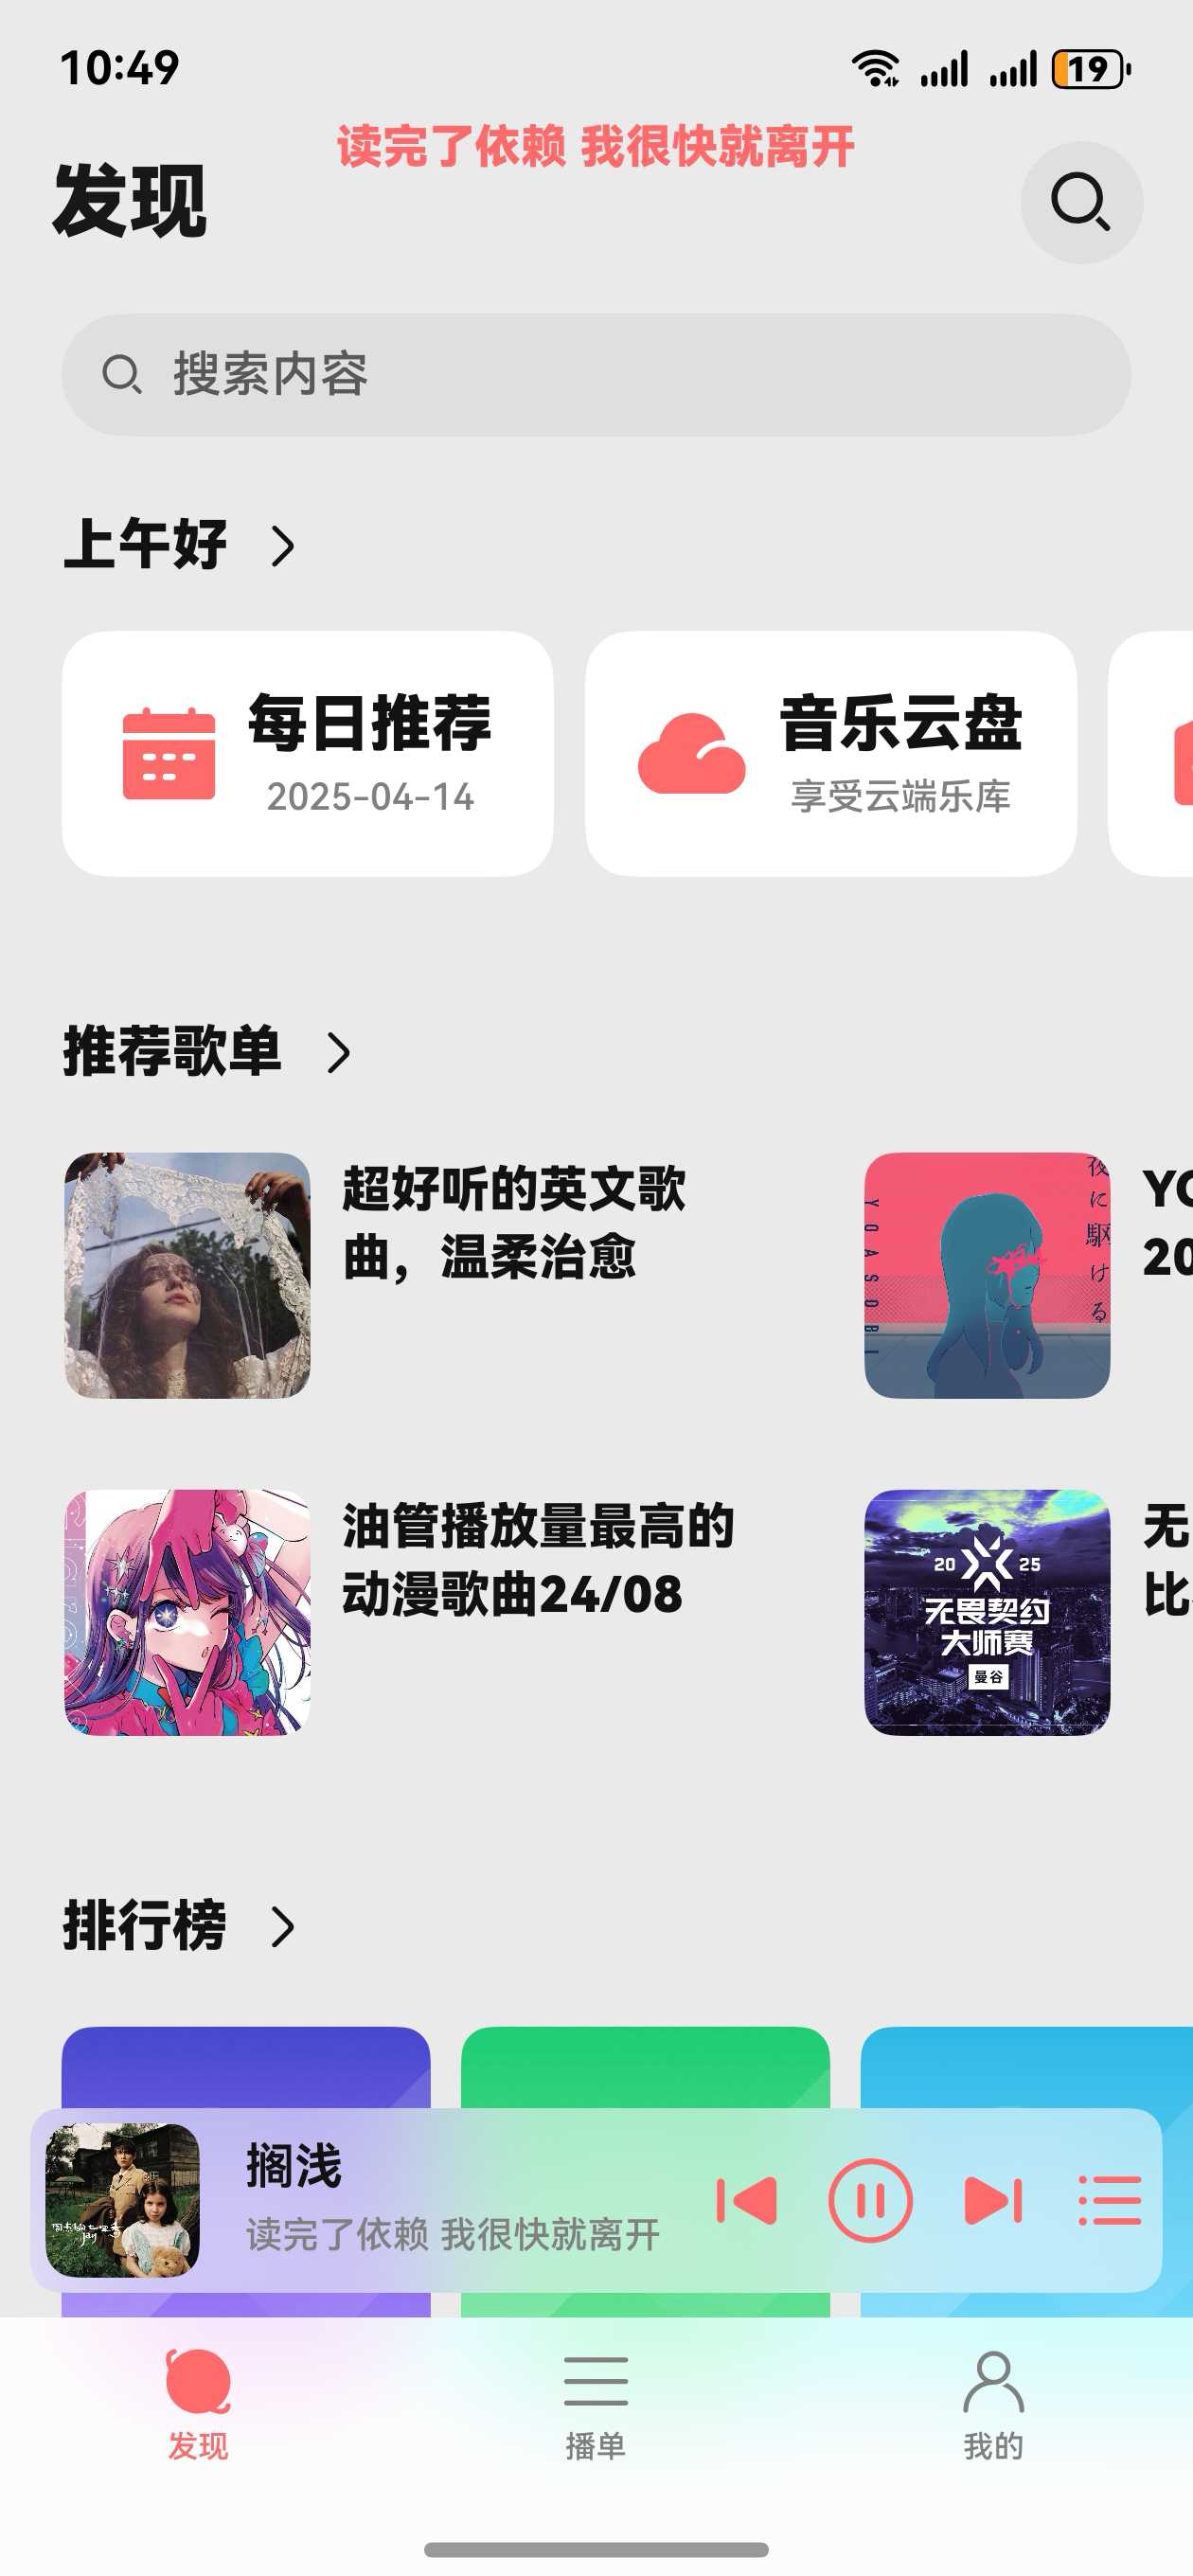 10:49
19
读完了依赖 我很快就离开
发现
搜索内容
上午好
每日推荐
2025-04-14
音乐云盘
享受云端乐库
推荐歌单
超好听的英文歌
曲，温柔治愈
YOASOBI
夜に駆ける
YO
20
油管播放量最高的
动漫歌曲24/08
20 25
无畏契约
大师赛
曼谷
无
比
排行榜
搁浅
读完了依赖 我很快就离开
发现
播单
我的